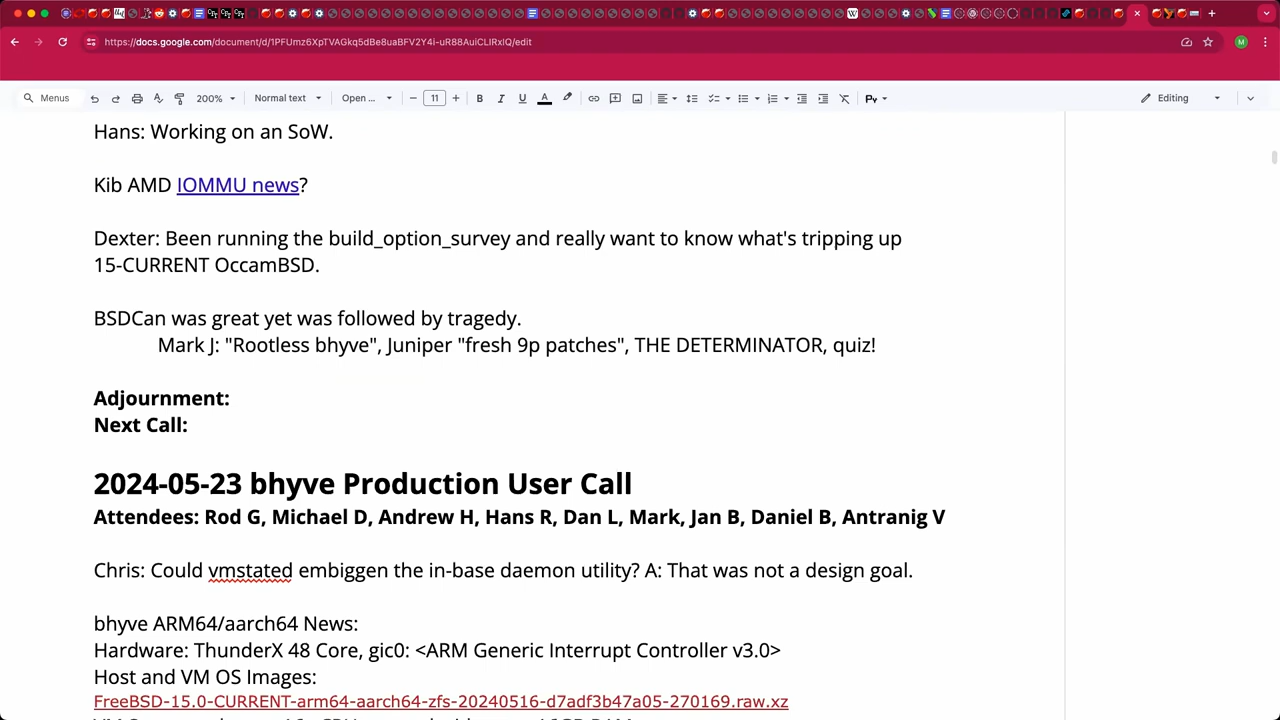 https://docs.google.com/document/d/1PFUmz6XpTVAGkq5dBe8uaBFV2Y4i-uR88AuiCLIRxIQ/edit
M
Menus
200%
Normal text
Open ...
11
Editing
Hans: Working on an SoW.
Kib AMD IOMMU news?
Dexter: Been running the build_option_survey and really want to know what's tripping up
15-CURRENT OccamBSD.
BSDCan was great yet was followed by tragedy.
Mark J: "Rootless bhyve", Juniper "fresh 9p patches", THE DETERMINATOR, quiz!
Adjournment:
Next Call:
2024-05-23 bhyve Production User Call
Attendees: Rod G, Michael D, Andrew H, Hans R, Dan L, Mark, Jan B, Daniel B, Antranig V
Chris: Could vmstated embiggen the in-base daemon utility? A: That was not a design goal.
bhyve ARM64/aarch64 News:
Hardware: ThunderX 48 Core, gic0: <ARM Generic Interrupt Controller v3.0>
Host and VM OS Images:
FreeBSD-15.0-CURRENT-arm64-aarch64-zfs-20240516-d7adf3b47a05-270169.raw.xz